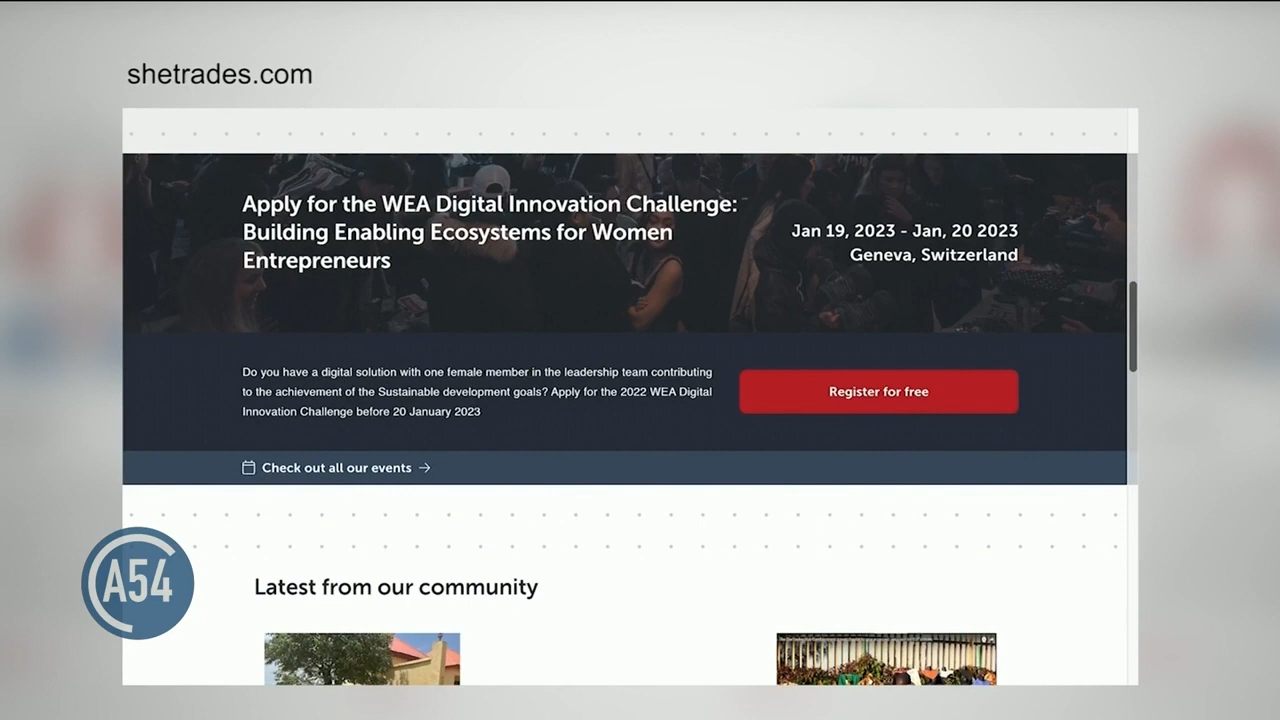 shetrades.com
Apply for the WEA Digital Innovation Challenge:
Building Enabling Ecosystems for Women
Entrepreneurs
Jan 19, 2023 - Jan, 20 2023
Geneva, Switzerland
Do you have a digital solution with one female member in the leadership team contributing
to the achievement of the Sustainable development goals? Apply for the 2022 WEA Digital
Innovation Challenge before 20 January 2023
Register for free
Check out all our events →
A54
Latest from our community